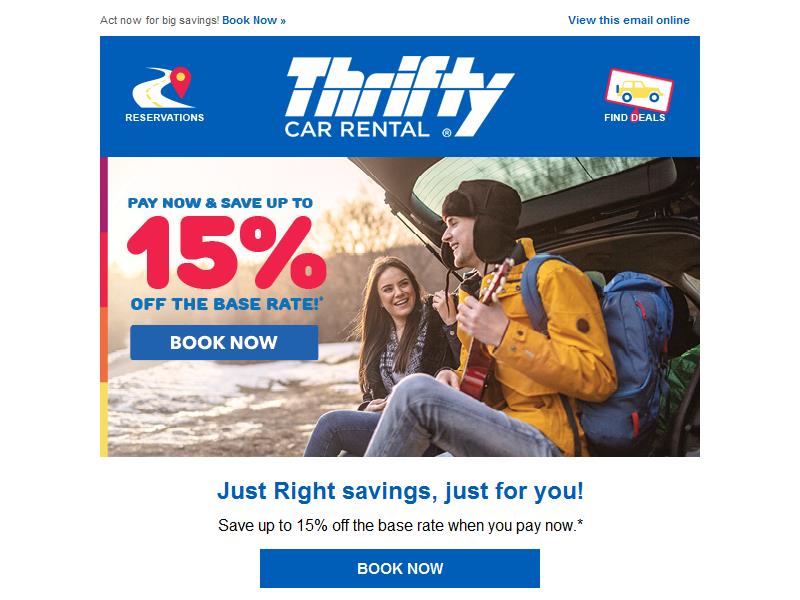 Act now for big savings! Book Now »
View this email online
RESERVATIONS
Thrifty
CAR RENTAL ®
FIND DEALS
PAY NOW & SAVE UP TO
15%
OFF THE BASE RATE!*
BOOK NOW
Just Right savings, just for you!
Save up to 15% off the base rate when you pay now.*
BOOK NOW